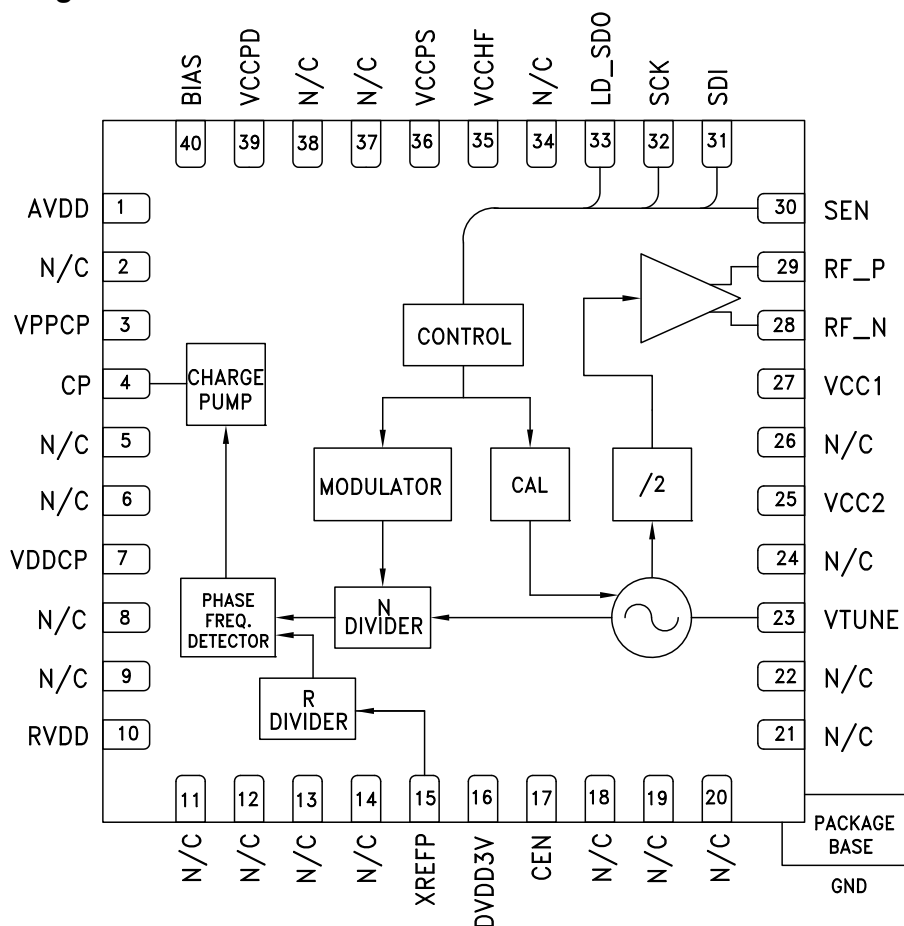 g
BIAS
VCCPD
N/C
N/C
VCCPS
VCCHF
N/C
LD_SDO
SCK
SDI
40
39
38
37
36
35
34
33
32
31
AVDD 1
N/C 2
VPPCP 3
CP 4
N/C 5
N/C 6
VDDCP 7
N/C 8
N/C 9
RVDD 10
30 SEN
29 RF_P
28 RF_N
27 VCC1
26 N/C
25 VCC2
24 N/C
23 VTUNE
22 N/C
21 N/C
CONTROL
CHARGE
PUMP
MODULATOR
CAL
/2
PHASE
FREQ.
DETECTOR
N
DIVIDER
R
DIVIDER
11
12
13
14
15
16
17
18
19
20
N/C
N/C
N/C
N/C
XREFP
DVDD3V
CEN
N/C
N/C
N/C
PACKAGE
BASE
GND